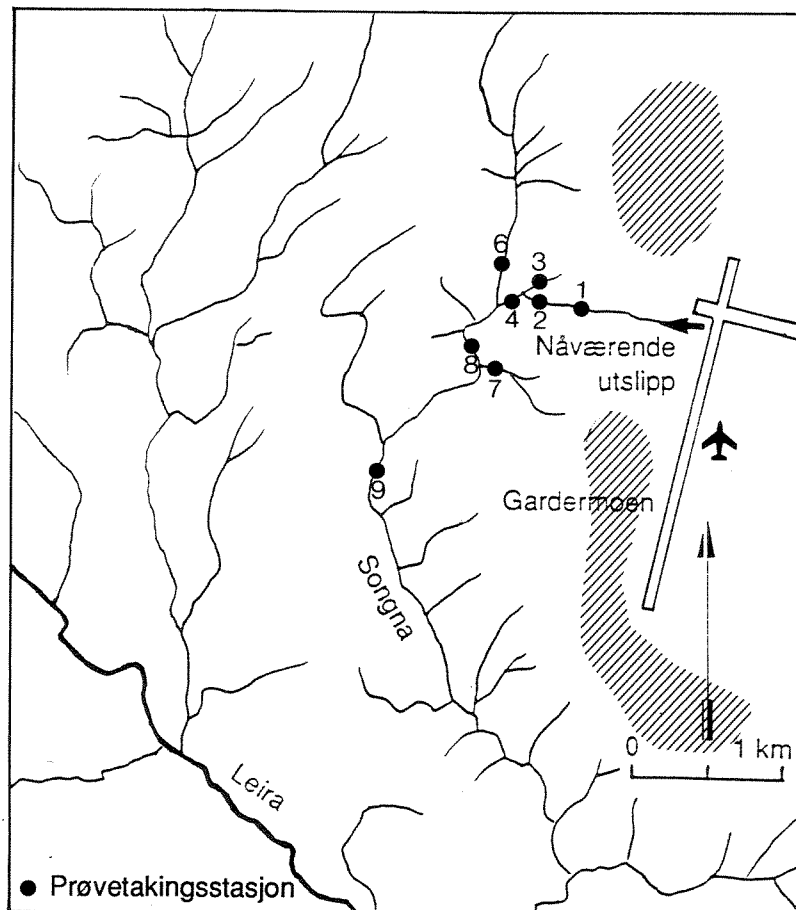 6
3
1
4
2
Nåværende
utslipp
8
7
9
Gardermoen
Songna
0
1 km
Leira
Prøvetakingsstasjon